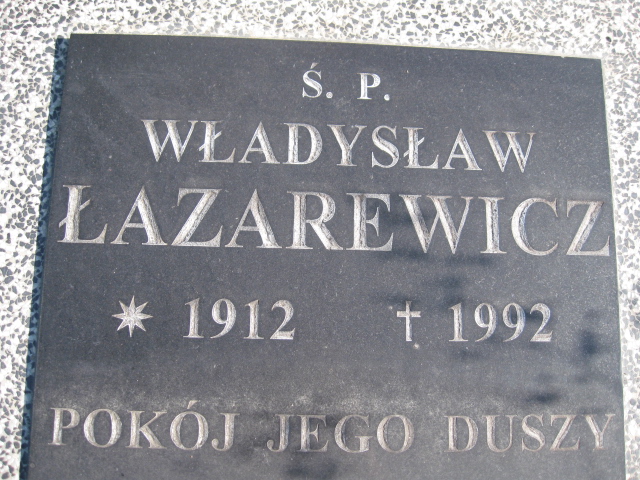 Ś. P.
WŁADYSŁAW
ŁAZAREWICZ
* 1912 † 1992
POKÓJ JEGO DUSZY